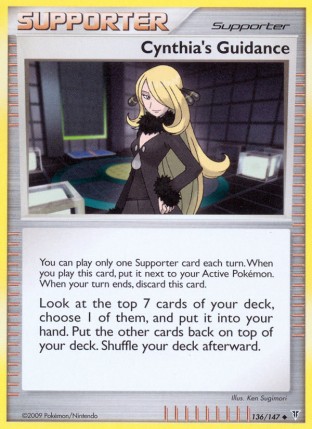 SUPPORTER
Supporter
Cynthia's Guidance
You can play only one Supporter card each turn. When
you play this card, put it next to your Active Pokémon.
When your turn ends, discard this card.
Look at the top 7 cards of your deck,
choose 1 of them, and put it into your
hand. Put the other cards back on top of
your deck. Shuffle your deck afterward.
Illus. Ken Sugimori
©2009 Pokémon/Nintendo
136/147